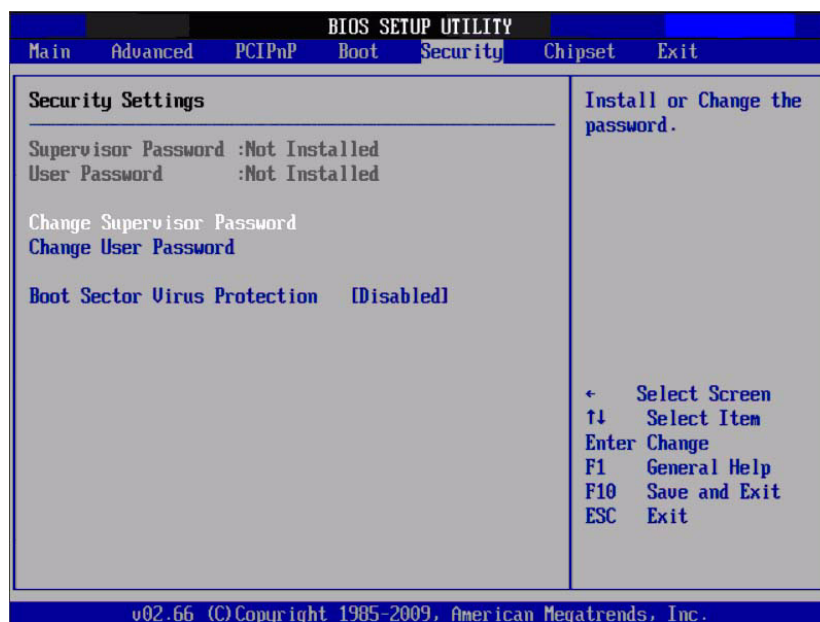 BIOS SETUP UTILITY
Main Advanced PCIPnP Boot Security Chipset Exit
Security Settings
Supervisor Password :Not Installed
User Password :Not Installed
Change Supervisor Password
Change User Password
Boot Sector Virus Protection [Disabled]
Install or Change the
password.
← Select Screen
↑↓ Select Item
Enter Change
F1 General Help
F10 Save and Exit
ESC Exit
v02.66 (C)Copyright 1985-2009, American Megatrends, Inc.